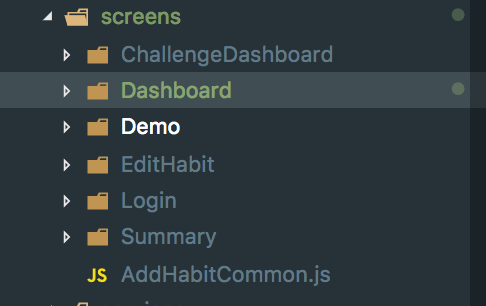 screens
ChallengeDashboard
Dashboard
Demo
EditHabit
Login
Summary
JS AddHabitCommon.js